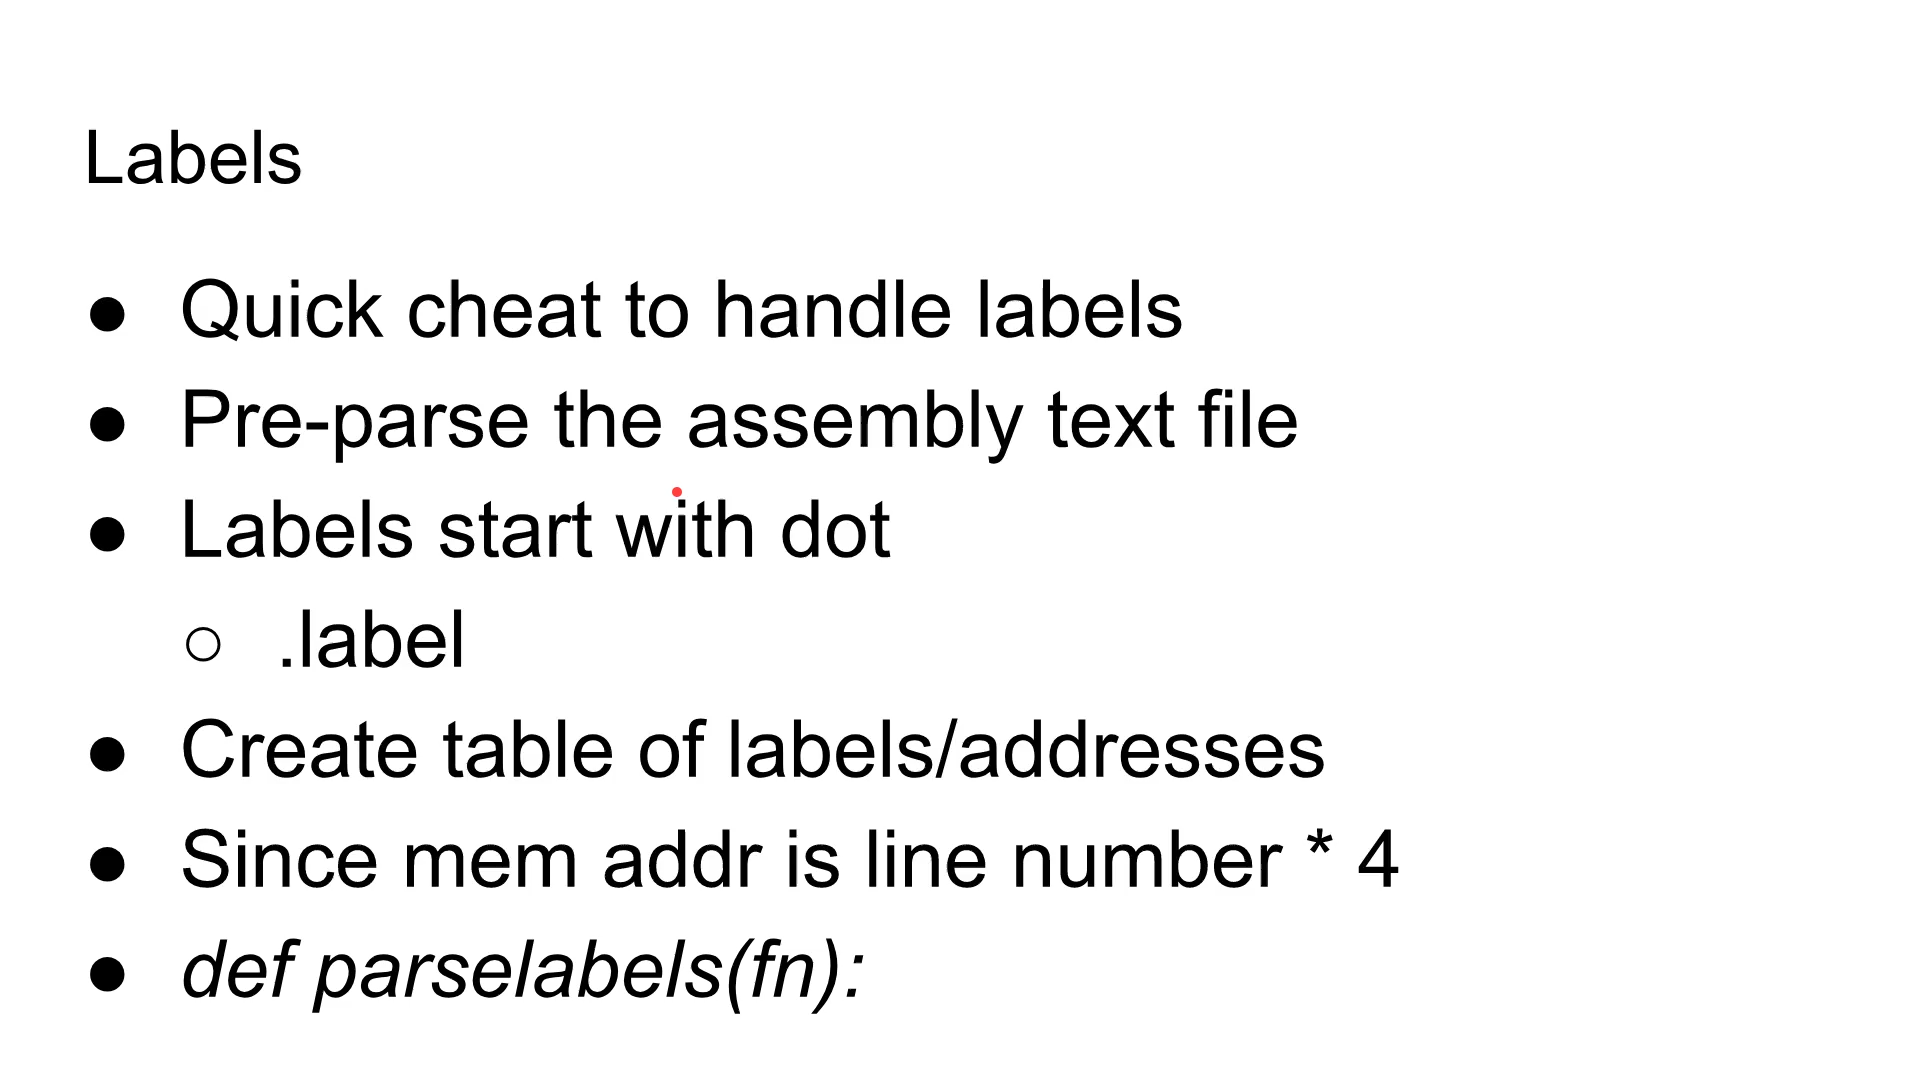 Labels
● Quick cheat to handle labels
● Pre-parse the assembly text file
● Labels start with dot
○ .label
● Create table of labels/addresses
● Since mem addr is line number * 4
● def parselabels(fn):